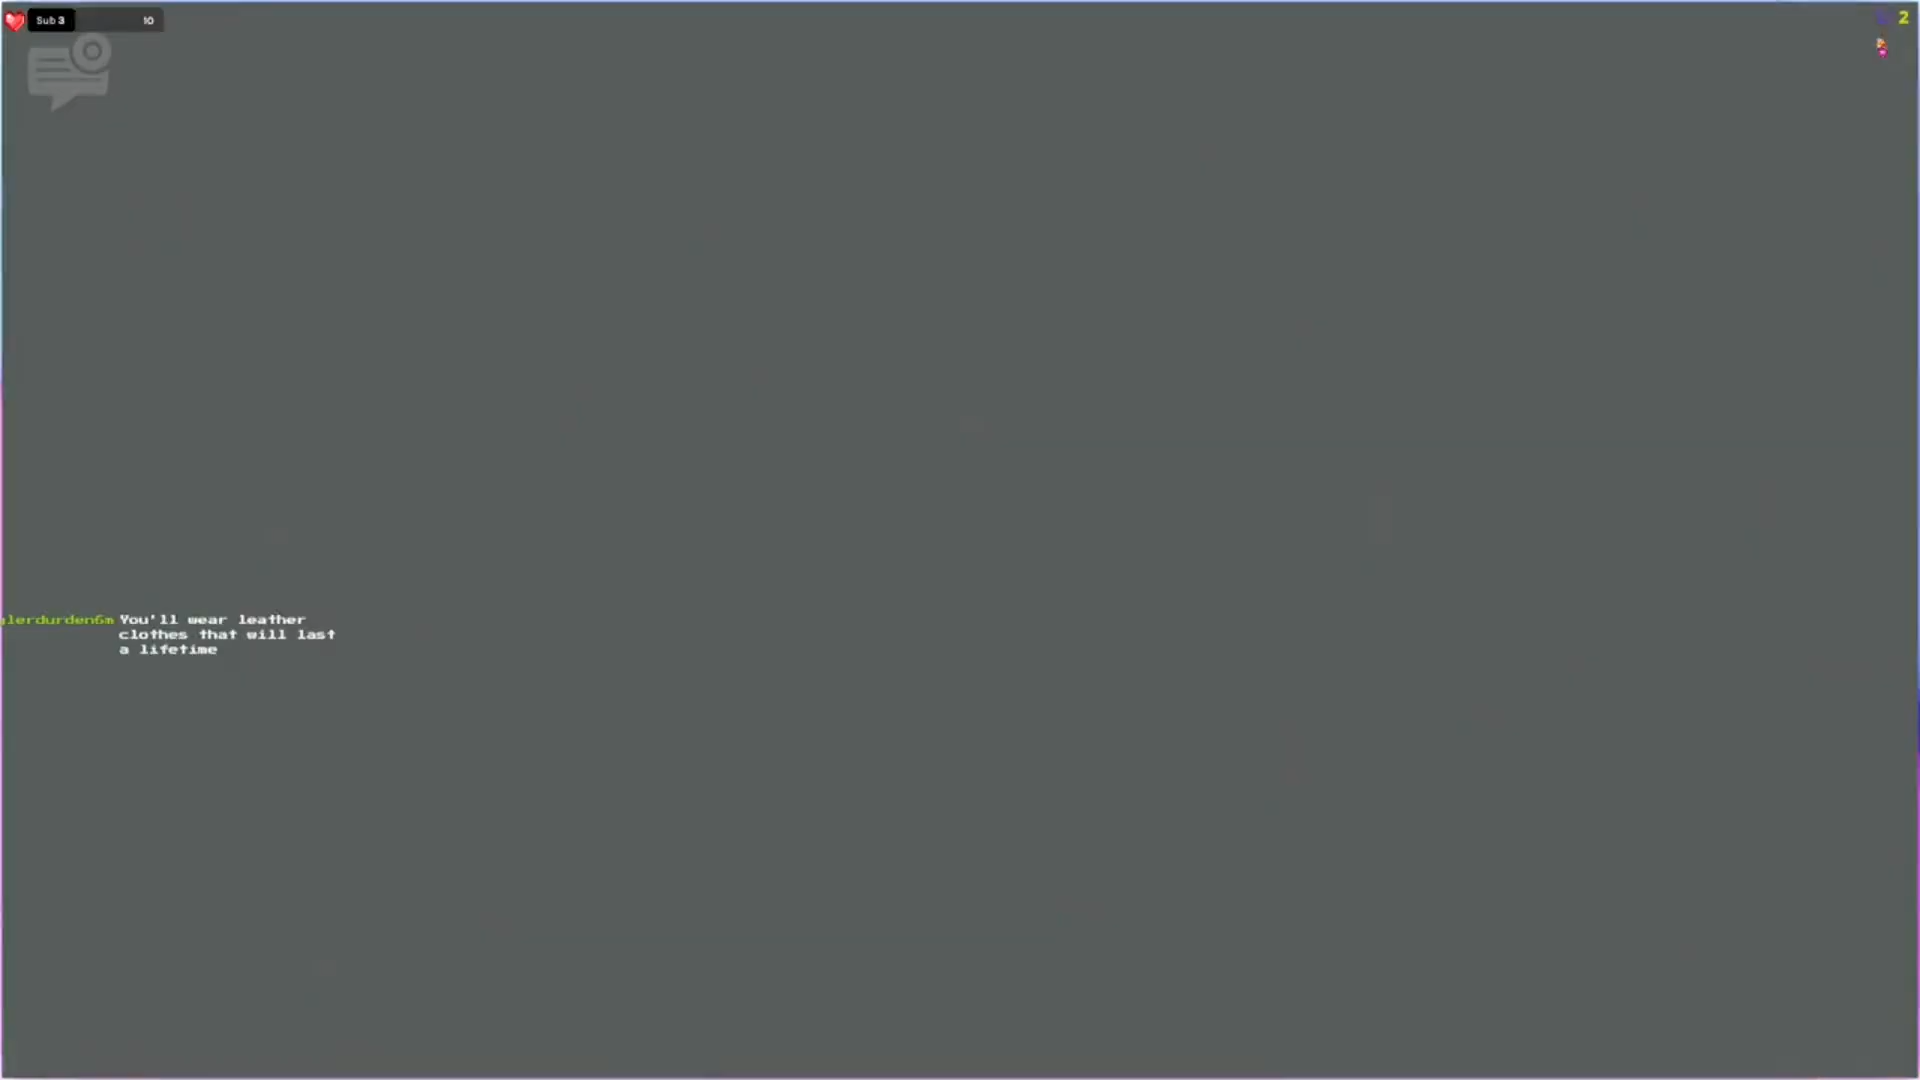 Sub 3 10
2
lerdurden6m You'll wear leather
clothes that will last
a lifetime